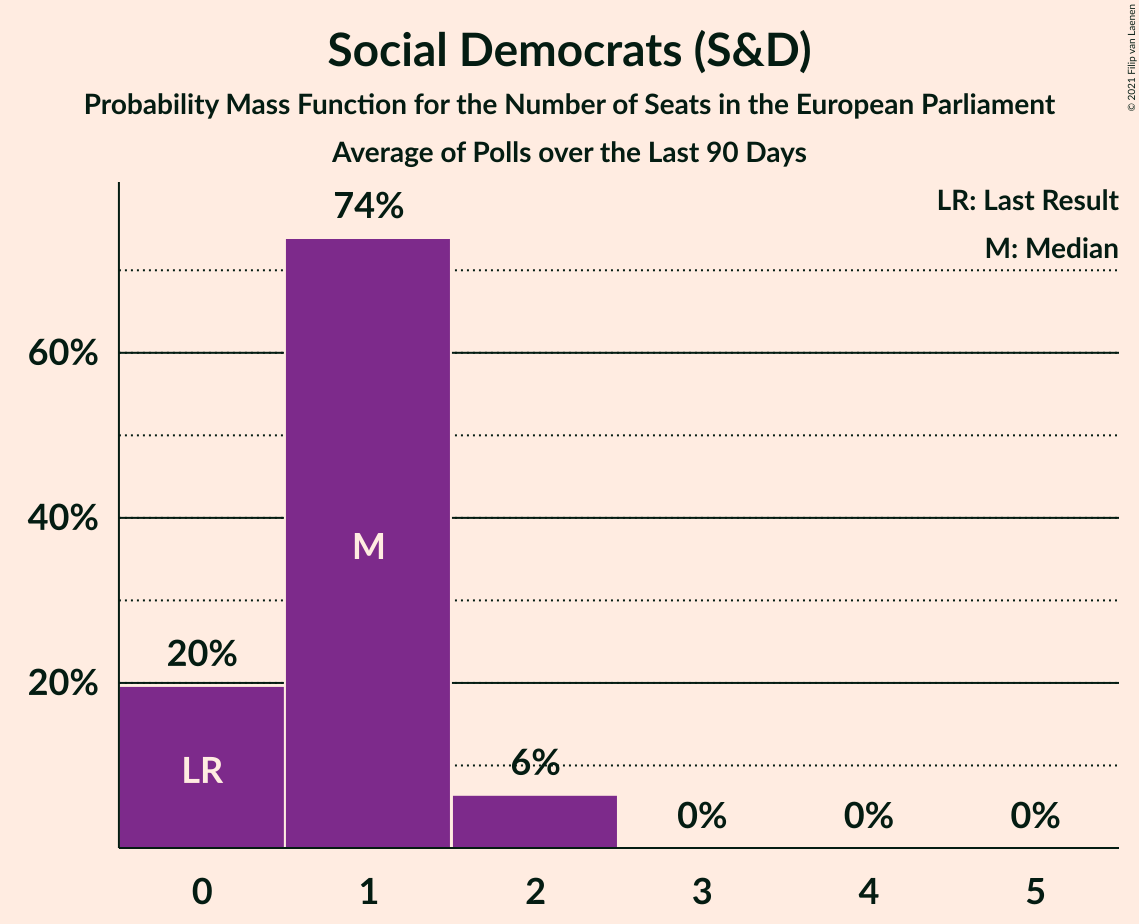 Social Democrats (S&D)
Probability Mass Function for the Number of Seats in the European Parliament
Average of Polls over the Last 90 Days
© 2021 Filip van Laenen
LR: Last Result
M: Median
74%
60%
40%
M
20%
20%
LR
6%
0%
0%
0%
0
1
2
3
4
5